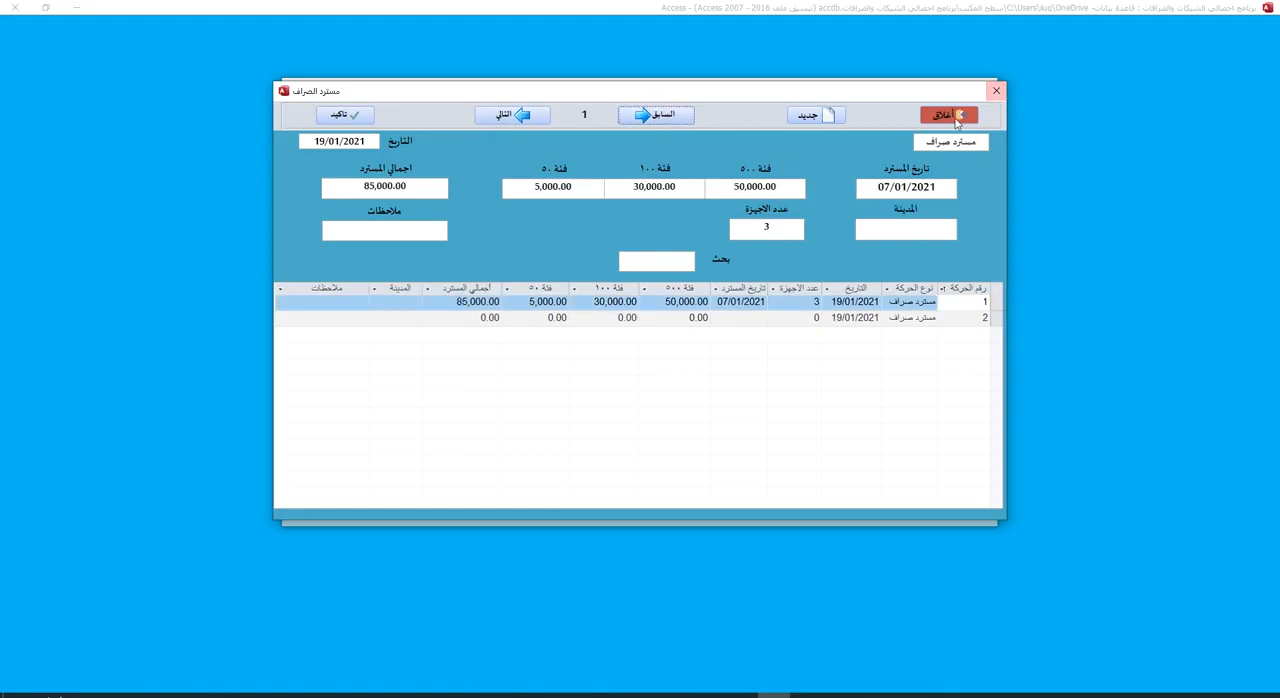 برنامج احصائي الشيكات والصرافات : قاعدة بيانات- C:\Users\iuq\OneDrive\سطح المكتب\برنامج احصائي الشيكات والصرافات.accdb (تنسيق ملف Access 2007 - 2016) - Access
مسترد الصراف
أغلاق جديد السابق 1 التالي تاكيد
مسترد صراف التاريخ 19/01/2021
تاريخ المسترد فئة ٥٠٠ فئة ١٠٠ فئة ٥٠ اجمالي المسترد
07/01/2021 50,000.00 30,000.00 5,000.00 85,000.00
المدينة عدد الاجهزة ملاحظات
3
بحث
رقم الحركة نوع الحركة التاريخ عدد الاجهزة تاريخ المسترد فئة ٥٠٠ فئة ١٠٠ فئة ٥٠ أجمالي المسترد المدينة ملاحظات
1 مسترد صراف 19/01/2021 3 07/01/2021 50,000.00 30,000.00 5,000.00 85,000.00
2 مسترد صراف 19/01/2021 0 0.00 0.00 0.00 0.00